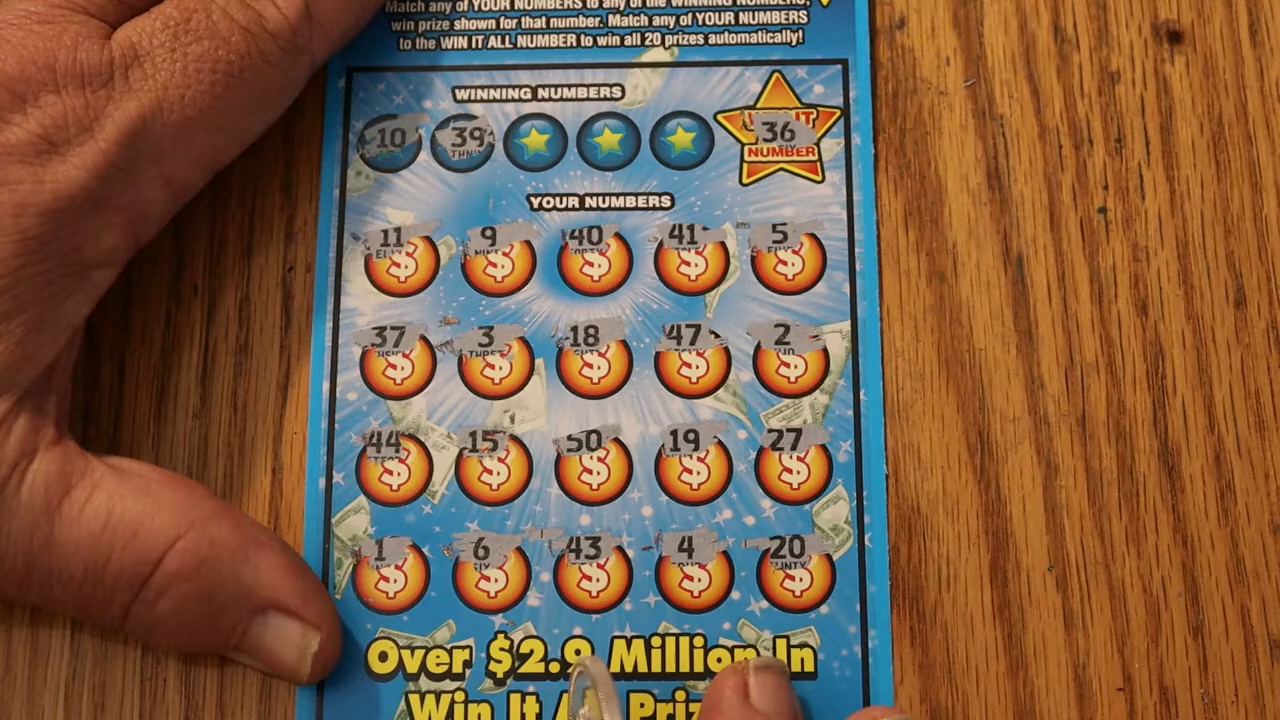 Match any of YOUR NUMBERS to any of the WINNING NUMBERS,
win prize shown for that number. Match any of YOUR NUMBERS
to the WIN IT ALL NUMBER to win all 20 prizes automatically!
WINNING NUMBERS
10 39 36
NUMBER
YOUR NUMBERS
11 9 40 41 5
$ $ $ $ $
37 3 18 47 2
$ $ $ $ $
44 15 50 19 27
$ $ $ $ $
1 6 43 4 20
SIX
$ $ $ $ $
Over $2.9 Million In
Win It